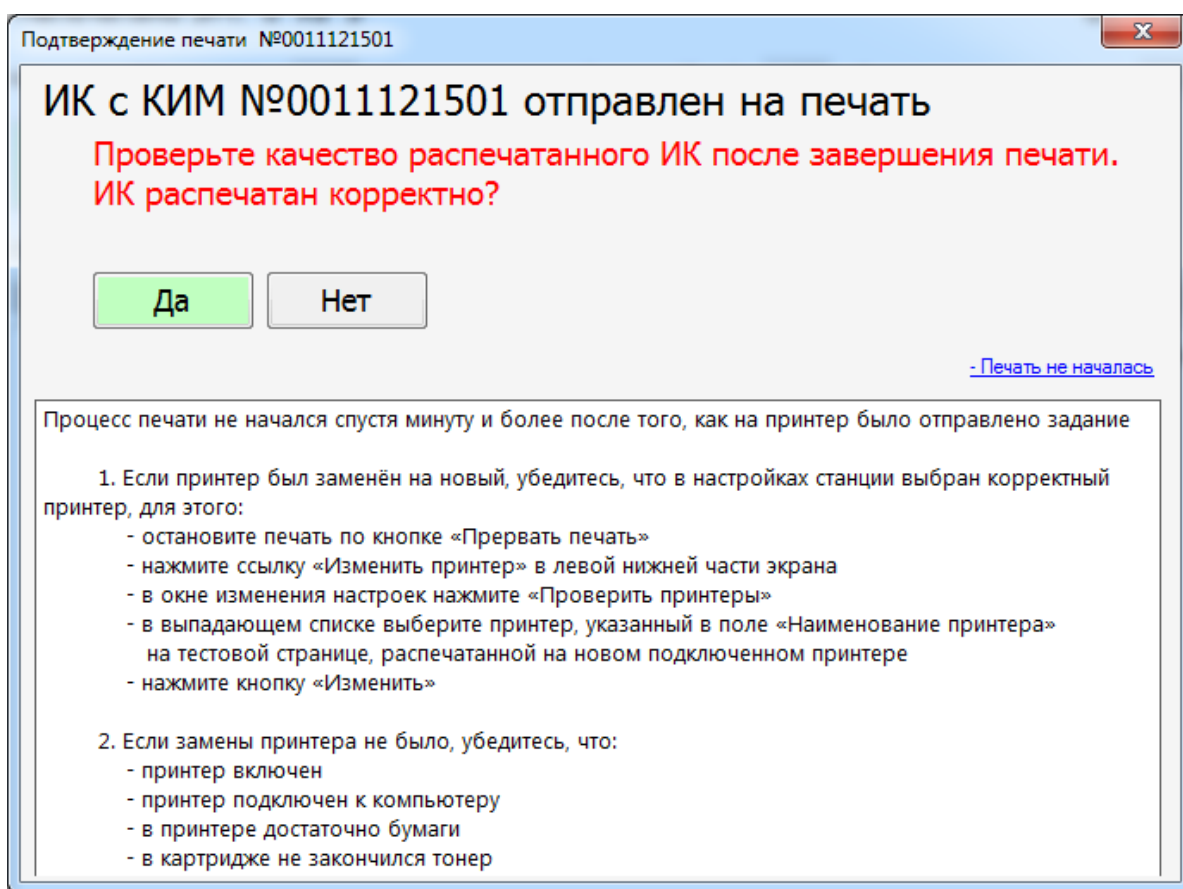 Подтверждение печати №0011121501
ИК с КИМ №0011121501 отправлен на печать
Проверьте качество распечатанного ИК после завершения печати.
ИК распечатан корректно?
Да
Нет
- Печать не началась
Процесс печати не начался спустя минуту и более после того, как на принтер было отправлено задание
1. Если принтер был заменён на новый, убедитесь, что в настройках станции выбран корректный
принтер, для этого:
- остановите печать по кнопке «Прервать печать»
- нажмите ссылку «Изменить принтер» в левой нижней части экрана
- в окне изменения настроек нажмите «Проверить принтеры»
- в выпадающем списке выберите принтер, указанный в поле «Наименование принтера»
на тестовой странице, распечатанной на новом подключенном принтере
- нажмите кнопку «Изменить»
2. Если замены принтера не было, убедитесь, что:
- принтер включен
- принтер подключен к компьютеру
- в принтере достаточно бумаги
- в картридже не закончился тонер